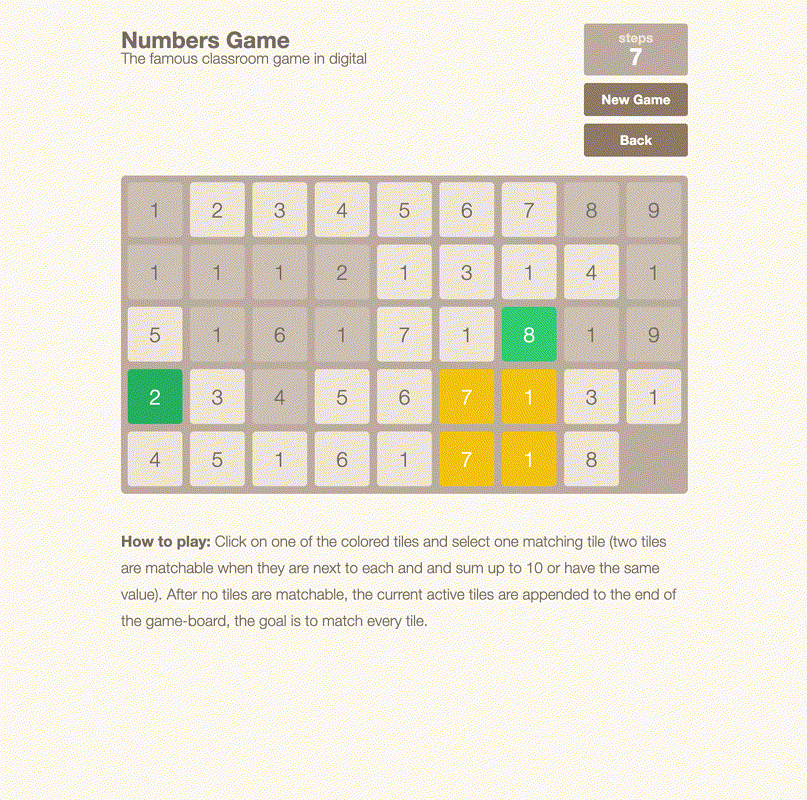 Numbers Game
The famous classroom game in digital
steps
7
New Game
Back
1 2 3 4 5 6 7 8 9
1 1 1 2 1 3 1 4 1
5 1 6 1 7 1 8 1 9
2 3 4 5 6 7 1 3 1
4 5 1 6 1 7 1 8
How to play: Click on one of the colored tiles and select one matching tile (two tiles
are matchable when they are next to each and and sum up to 10 or have the same
value). After no tiles are matchable, the current active tiles are appended to the end of
the game-board, the goal is to match every tile.